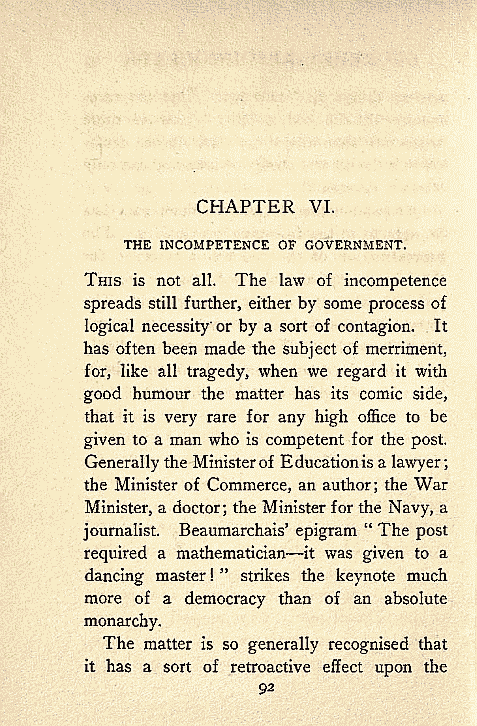 CHAPTER VI.
THE INCOMPETENCE OF GOVERNMENT.
THIS is not all. The law of incompetence
spreads still further, either by some process of
logical necessity or by a sort of contagion. It
has often been made the subject of merriment,
for, like all tragedy, when we regard it with
good humour the matter has its comic side,
that it is very rare for any high office to be
given to a man who is competent for the post.
Generally the Minister of Education is a lawyer;
the Minister of Commerce, an author; the War
Minister, a doctor; the Minister for the Navy, a
journalist. Beaumarchais' epigram “ The post
required a mathematician—it was given to a
dancing master! ” strikes the keynote much
more of a democracy than of an absolute
monarchy.
The matter is so generally recognised that
it has a sort of retroactive effect upon the
92